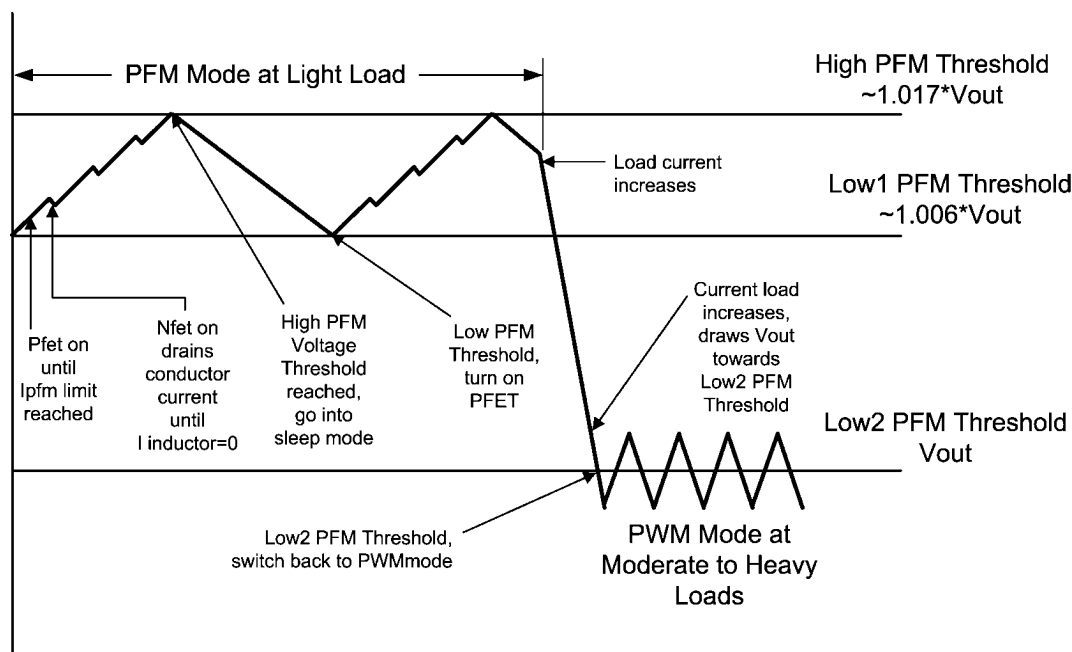 PFM Mode at Light Load
High PFM Threshold
~1.017*Vout
Load current
increases
Low1 PFM Threshold
~1.006*Vout
Pfet on
until
Ipfm limit
reached
Nfet on
drains
conductor
current
until
I inductor=0
High PFM
Voltage
Threshold
reached,
go into
sleep mode
Low PFM
Threshold,
turn on
PFET
Current load
increases,
draws Vout
towards
Low2 PFM
Threshold
Low2 PFM Threshold
Vout
Low2 PFM Threshold,
switch back to PWMmode
PWM Mode at
Moderate to Heavy
Loads